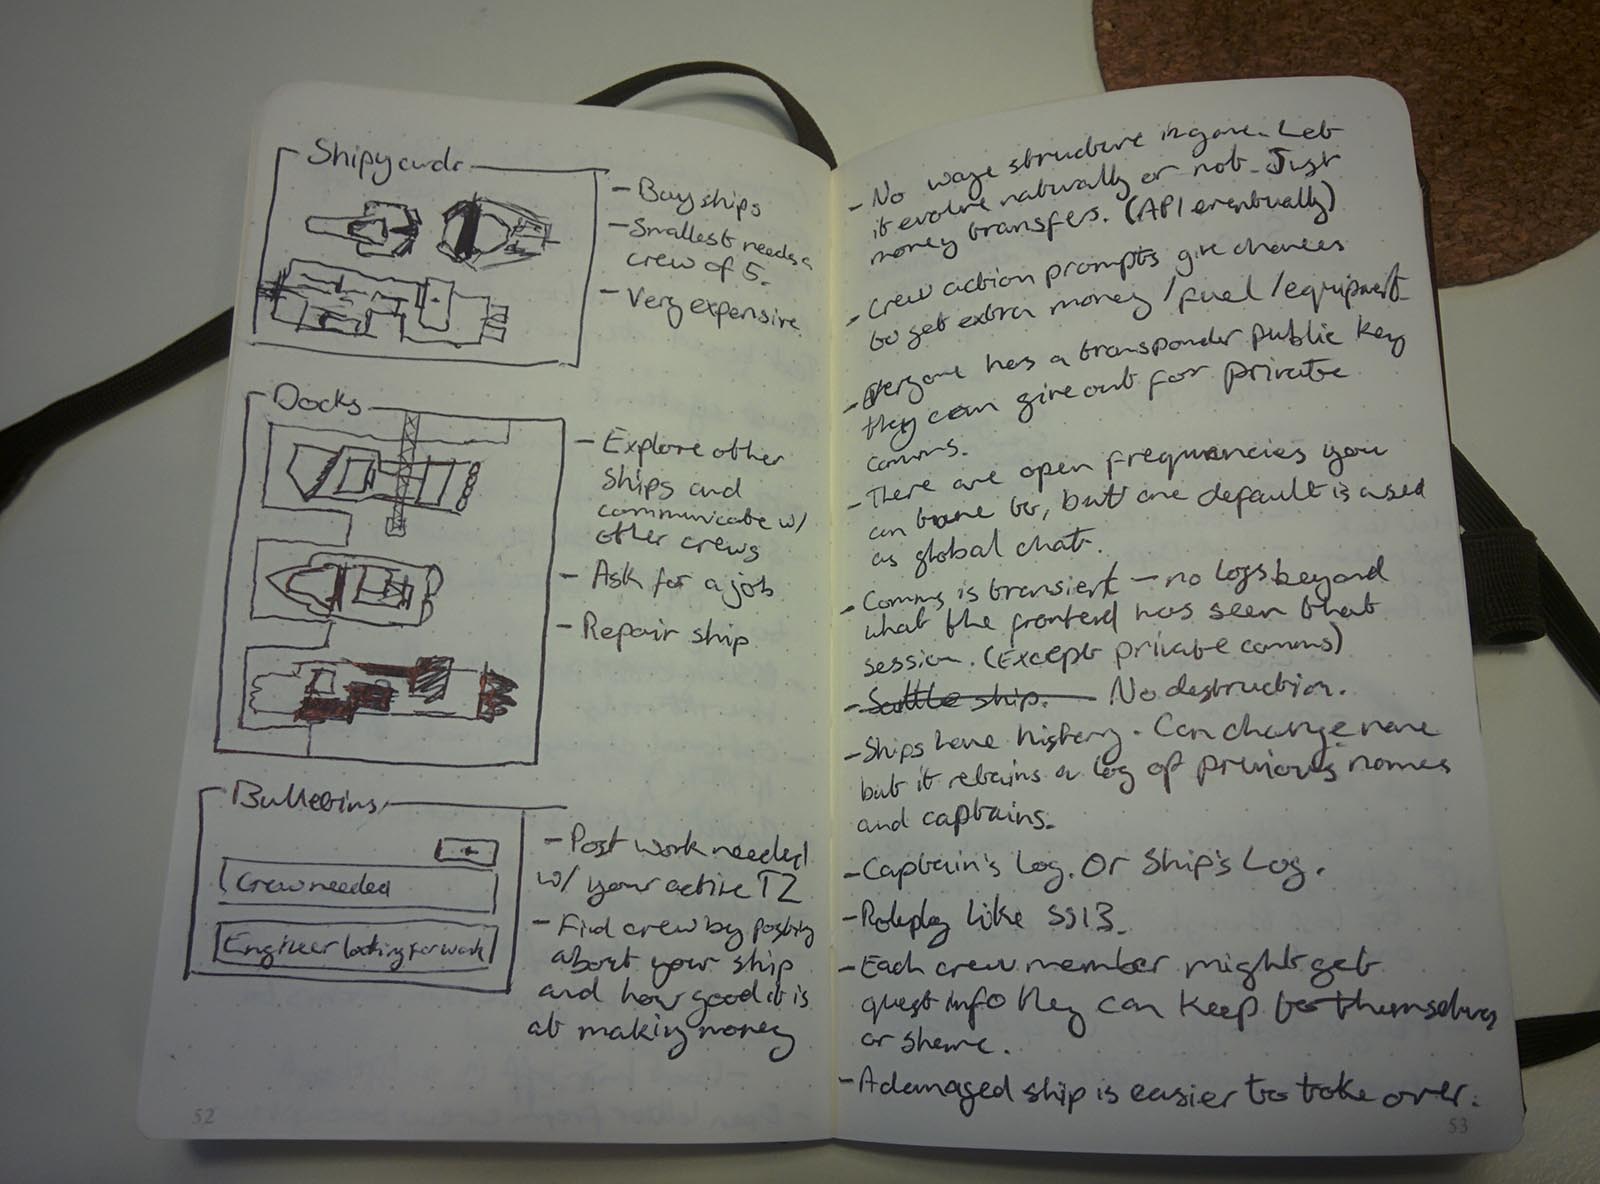 Shipyards
- Buy ships
- Smallest needs a
crew of 5.
- Very expensive
Docks
- Explore other
ships and
communicate w/
other crews
- Ask for a job
- Repair ship
Bulletins
+
Crew needed
Engineer looking for work
- Post work needed
w/ your active TZ
- Find crew by posting
about your ship
and how good it is
at making money
52
- No wage structure ingame. Let
it evolve naturally or not. Just
money transfers. (API eventually)
- Crew action prompts give chances
to get extra money/fuel/equipment
- Everyone has a transponder public key
they can give out for private
comms.
- There are open frequencies you
can tune to, but one default is used
as global chat.
- Comms is transient - no logs beyond
what the frontend has seen that
session. (Except private comms)
- Scuttle ship. No destruction.
- Ships have history. Can change name
but it retains a log of previous names
and captains.
- Captain's Log. Or Ship's Log.
- Roleplay like SS13.
- Each crew member might get
quest info they can keep to themselves
or share.
- A damaged ship is easier to take over.
53